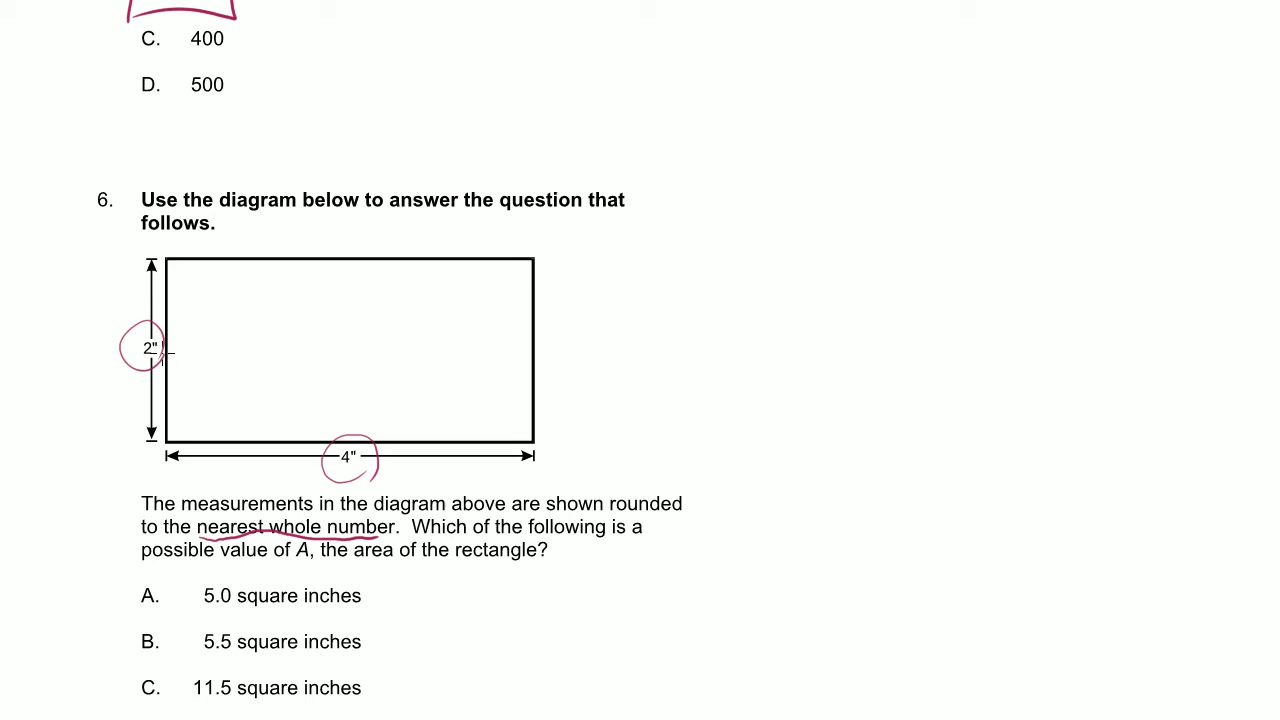 C. 400
D. 500
6. Use the diagram below to answer the question that
follows.
2"
4"
The measurements in the diagram above are shown rounded
to the nearest whole number. Which of the following is a
possible value of A, the area of the rectangle?
A. 5.0 square inches
B. 5.5 square inches
C. 11.5 square inches